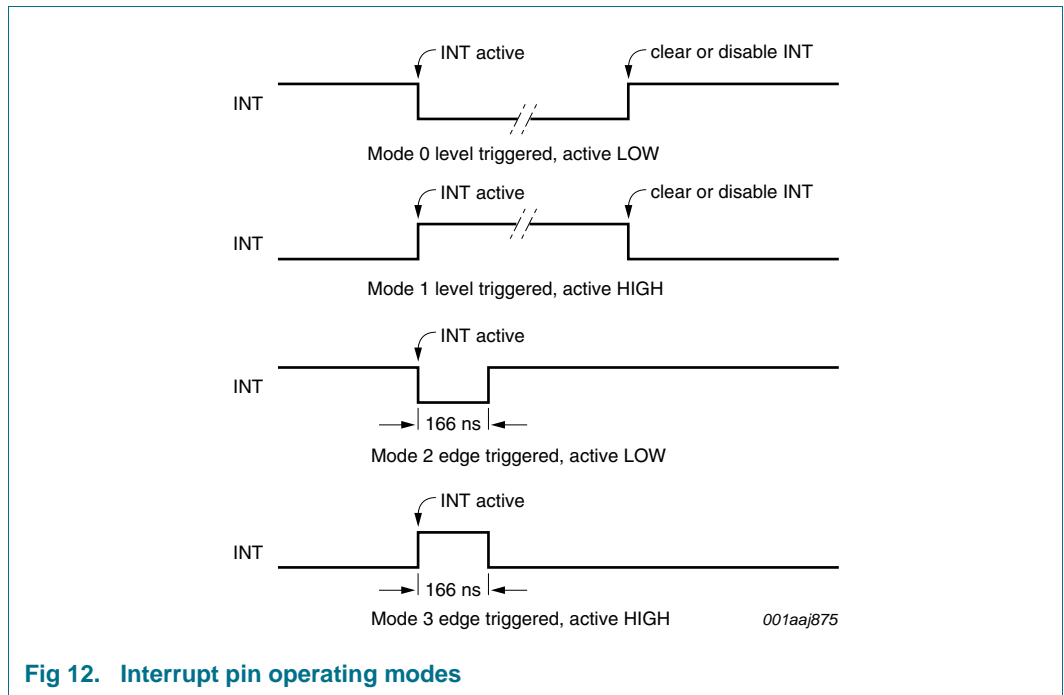 INT active
clear or disable INT
INT
Mode 0 level triggered, active LOW
INT active
clear or disable INT
INT
Mode 1 level triggered, active HIGH
INT active
INT
166 ns
Mode 2 edge triggered, active LOW
INT active
INT
166 ns
Mode 3 edge triggered, active HIGH
001aaj875
Fig 12. Interrupt pin operating modes